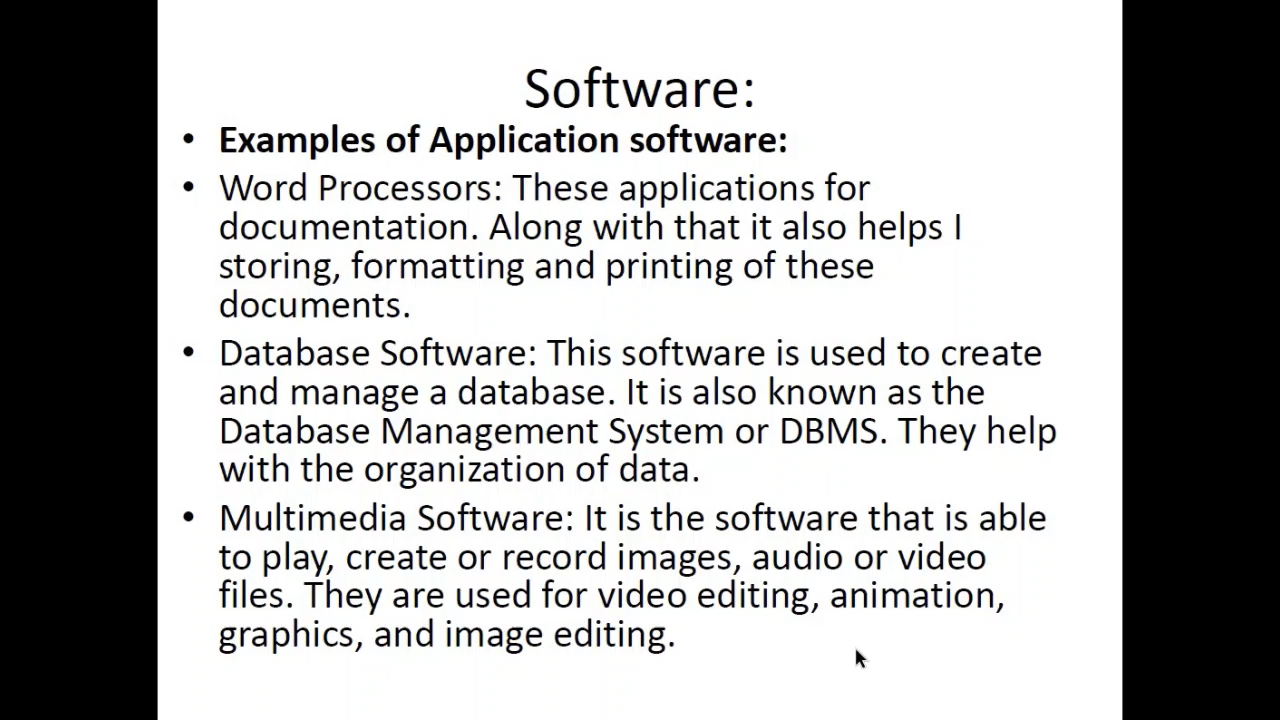 Software:
• Examples of Application software:
• Word Processors: These applications for
documentation. Along with that it also helps I
storing, formatting and printing of these
documents.
• Database Software: This software is used to create
and manage a database. It is also known as the
Database Management System or DBMS. They help
with the organization of data.
• Multimedia Software: It is the software that is able
to play, create or record images, audio or video
files. They are used for video editing, animation,
graphics, and image editing.